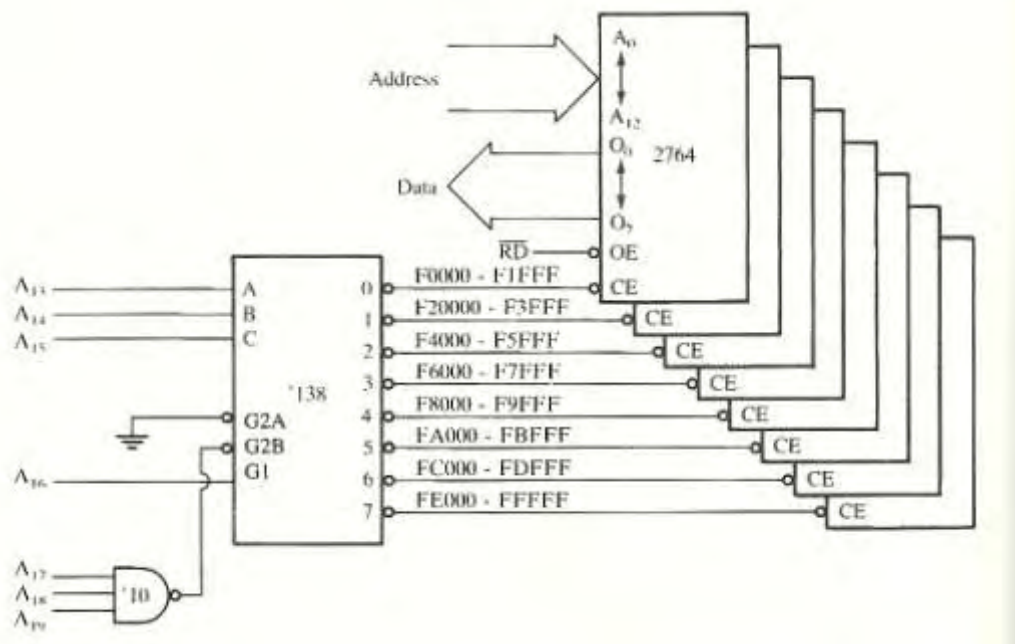 A0
Address
A12
O0
2764
Data
O7
RD
OE
F0000 - F1FFF
CE
A13
A
0
F20000 - F3FFF
CE
A14
B
1
A15
C
F4000 - F5FFF
CE
2
F6000 - F7FFF
CE
'138
3
F8000 - F9FFF
CE
G2A
4
FA000 - FBFFF
CE
G2B
5
FC000 - FDFFF
CE
A16
G1
6
FE000 - FFFFF
CE
7
A17
A18
'10
A19